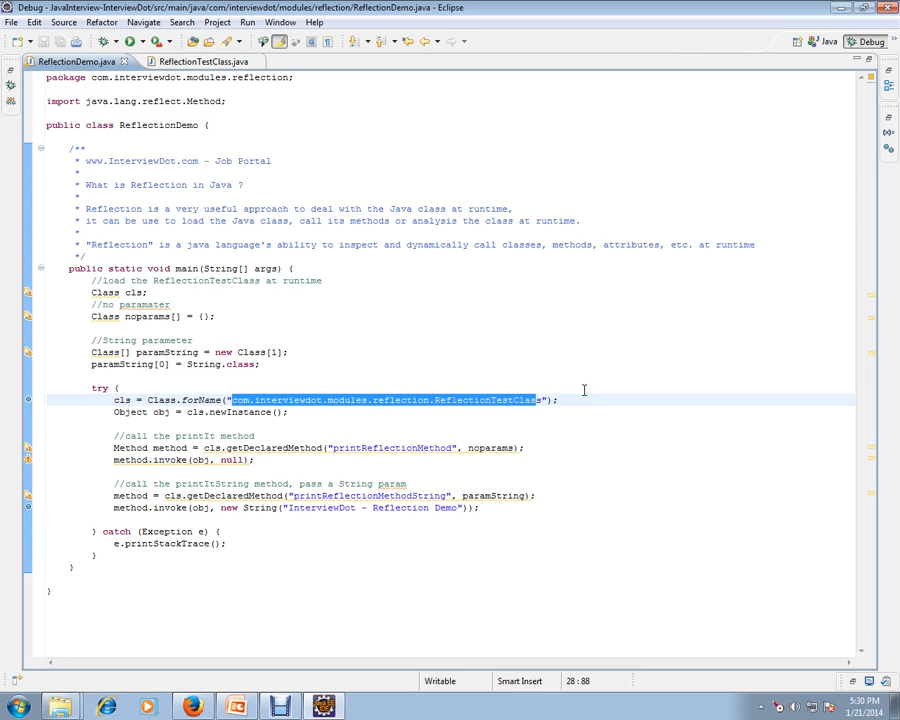 Debug - JavaInterview-InterviewDot/src/main/java/com/interviewdot/modules/reflection/ReflectionDemo.java - Eclipse
File Edit Source Refactor Navigate Search Project Run Window Help
Java Debug
ReflectionDemo.java ReflectionTestClass.java
package com.interviewdot.modules.reflection;
import java.lang.reflect.Method;
public class ReflectionDemo {
/**
* www.InterviewDot.com - Job Portal
*
* What is Reflection in Java ?
*
* Reflection is a very useful approach to deal with the Java class at runtime,
* it can be use to load the Java class, call its methods or analysis the class at runtime.
*
* "Reflection" is a java language's ability to inspect and dynamically call classes, methods, attributes, etc. at runtime
*/
public static void main(String[] args) {
//load the ReflectionTestClass at runtime
Class cls;
//no paramater
Class noparams[] = {};
//String parameter
Class[] paramString = new Class[1];
paramString[0] = String.class;
try {
cls = Class.forName("com.interviewdot.modules.reflection.ReflectionTestClass");
Object obj = cls.newInstance();
//call the printIt method
Method method = cls.getDeclaredMethod("printReflectionMethod", noparams);
method.invoke(obj, null);
//call the printItString method, pass a String param
method = cls.getDeclaredMethod("printReflectionMethodString", paramString);
method.invoke(obj, new String("InterviewDot - Reflection Demo"));
} catch (Exception e) {
e.printStackTrace();
}
}
}
Writable Smart Insert 28 : 88
5:30 PM
1/21/2014